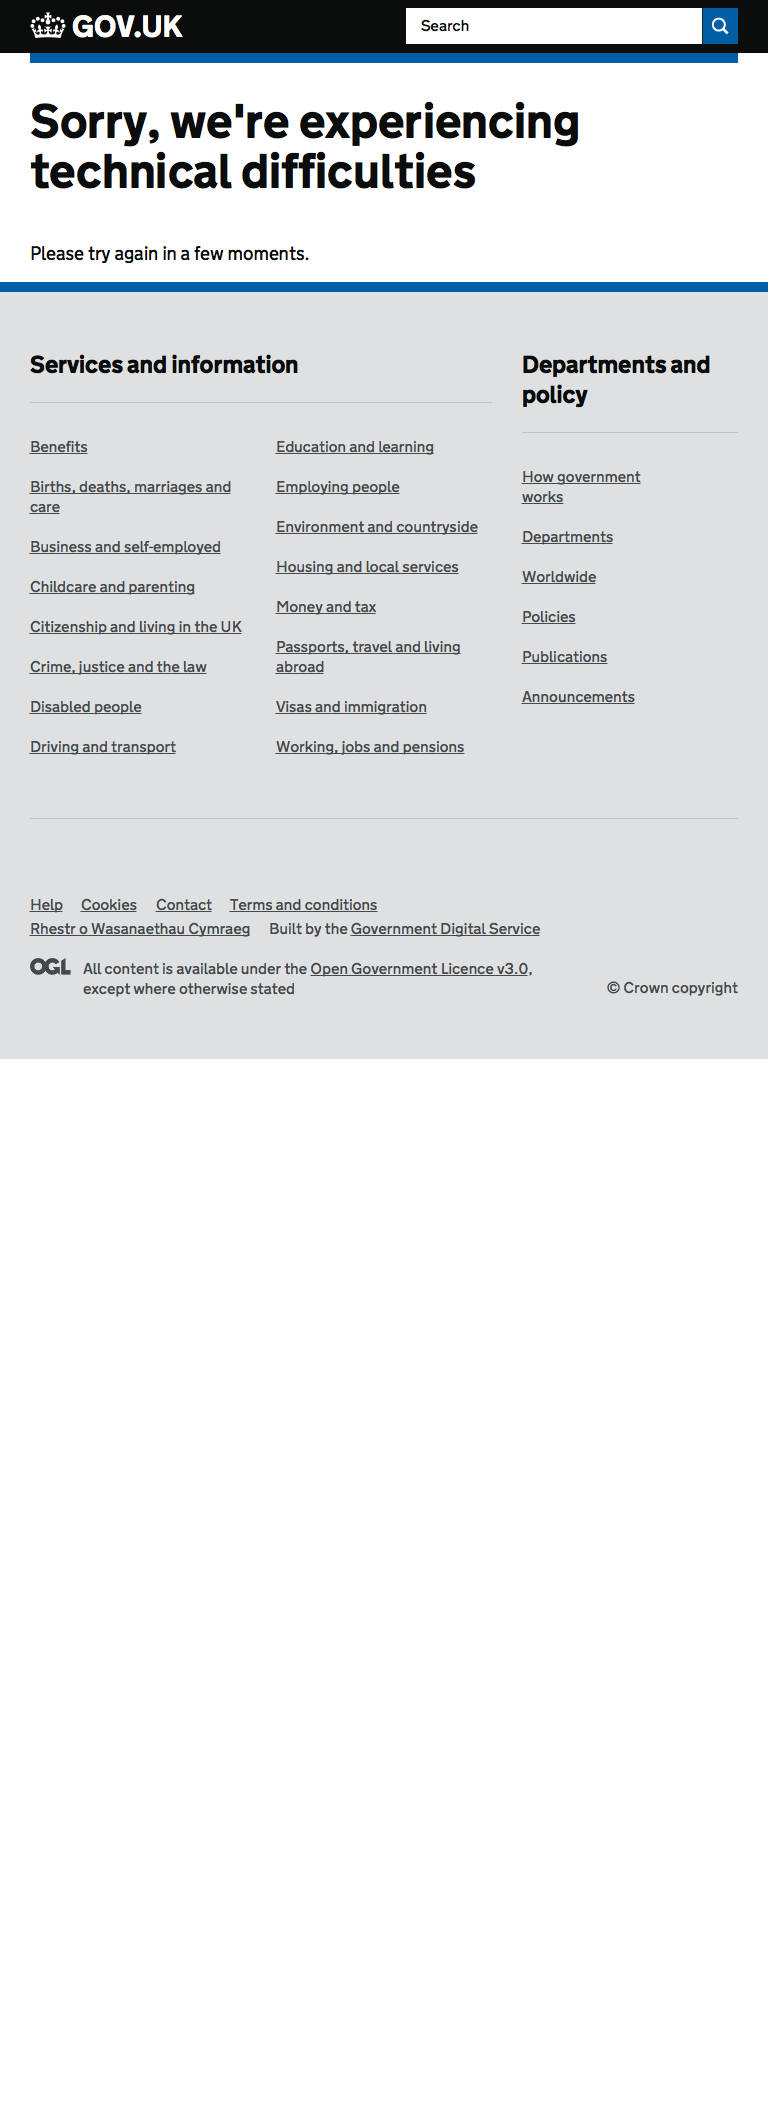 GOV.UK
Search
Sorry, we're experiencing
technical difficulties
Please try again in a few moments.
Services and information
Benefits
Births, deaths, marriages and
care
Business and self-employed
Childcare and parenting
Citizenship and living in the UK
Crime, justice and the law
Disabled people
Driving and transport
Education and learning
Employing people
Environment and countryside
Housing and local services
Money and tax
Passports, travel and living
abroad
Visas and immigration
Working, jobs and pensions
Departments and
policy
How government
works
Departments
Worldwide
Policies
Publications
Announcements
Help Cookies Contact Terms and conditions
Rhestr o Wasanaethau Cymraeg Built by the Government Digital Service
OGL All content is available under the Open Government Licence v3.0,
except where otherwise stated
© Crown copyright